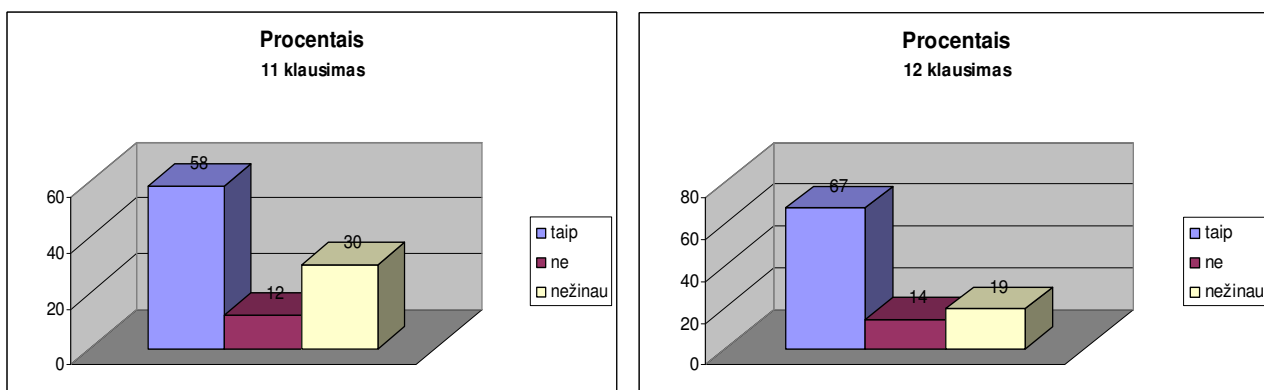 Procentais
11 klausimas
58
60
40
30
20
12
0
taip
ne
nežinau
Procentais
12 klausimas
67
80
60
40
20
14
19
0
taip
ne
nežinau